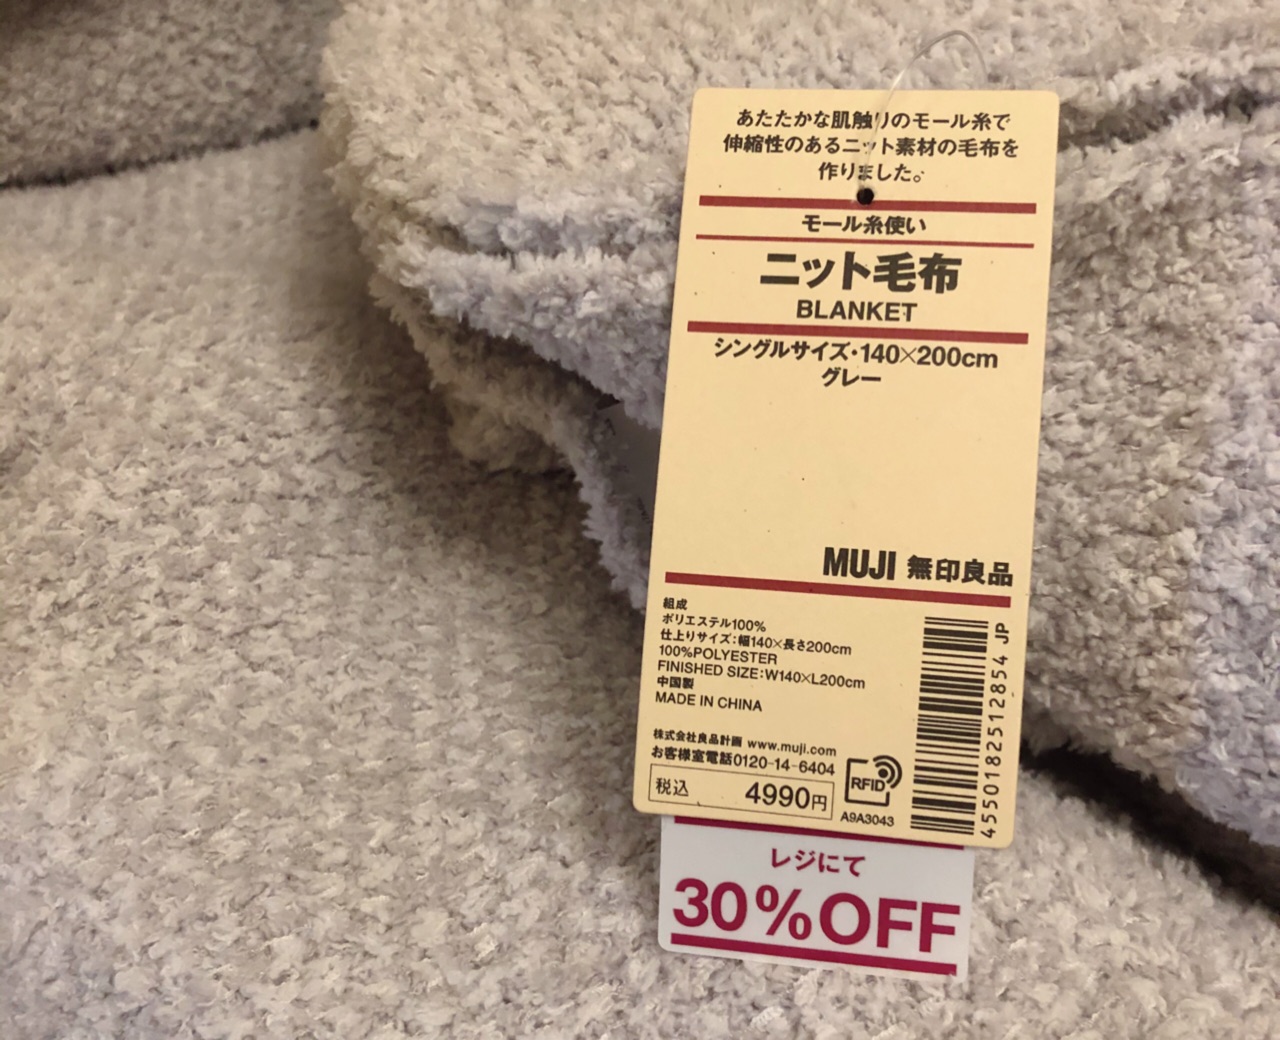 あたたかな肌触りのモール糸で
伸縮性のあるニット素材の毛布を
作りました。
モール糸使い
ニット毛布
BLANKET
シングルサイズ・140×200cm
グレー
MUJI 無印良品
組成
ポリエステル100%
仕上りサイズ:幅140×長さ200cm
100%POLYESTER
FINISHED SIZE:W140×L200cm
中国製
MADE IN CHINA
株式会社良品計画 www.muji.com
お客様室電話0120-14-6404
税込 4990円
RFID
A9A3043
4550182512854 JP
レジにて
30%OFF